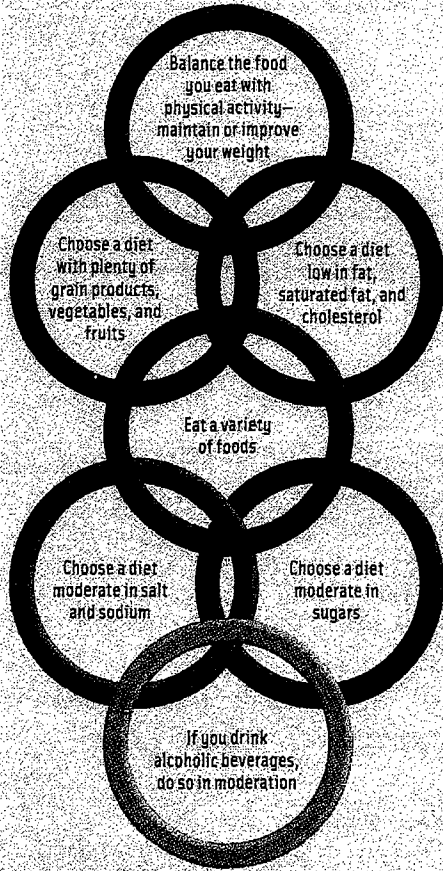 Balance the food
you eat with
physical activity—
maintain or improve
your weight
Choose a diet
with plenty of
grain products,
vegetables, and
fruits
Choose a diet
low in fat,
saturated fat, and
cholesterol
Eat a variety
of foods
Choose a diet
moderate in salt
and sodium
Choose a diet
moderate in
sugars
If you drink
alcoholic beverages,
do so in moderation